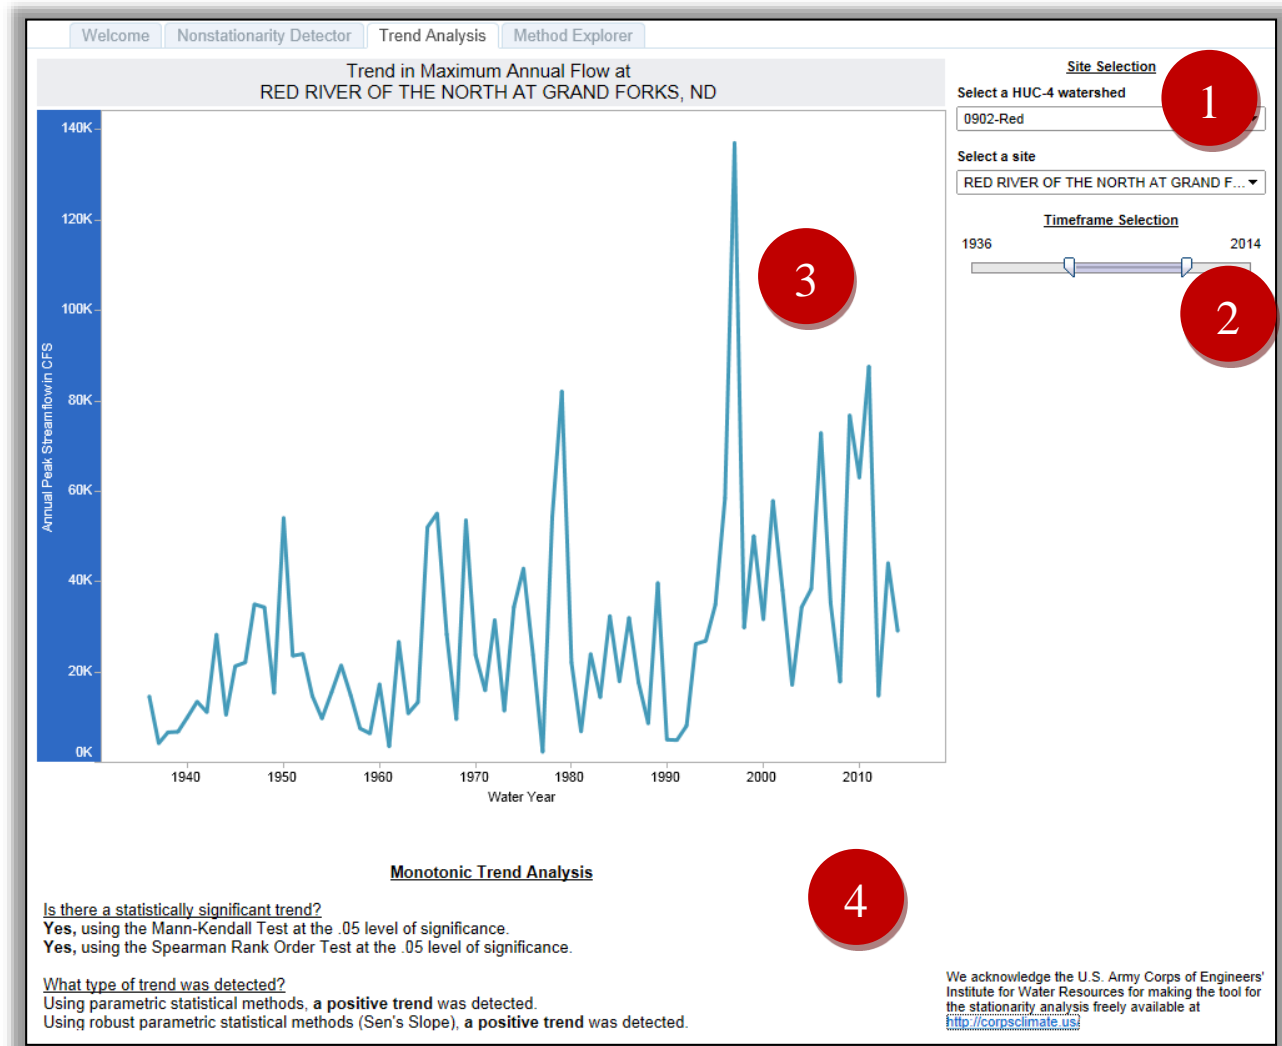 Welcome
Nonstationarity Detector
Trend Analysis
Method Explorer
Trend in Maximum Annual Flow at
RED RIVER OF THE NORTH AT GRAND FORKS, ND
Site Selection
Select a HUC-4 watershed
1
0902-Red
Select a site
RED RIVER OF THE NORTH AT GRAND F...
Timeframe Selection
1936
2014
2
3
140K
120K
100K
80K
60K
40K
20K
0K
Annual Peak Streamflow in CFS
1940
1950
1960
1970
1980
1990
2000
2010
Water Year
Monotonic Trend Analysis
4
Is there a statistically significant trend?
Yes, using the Mann-Kendall Test at the .05 level of significance.
Yes, using the Spearman Rank Order Test at the .05 level of significance.
What type of trend was detected?
Using parametric statistical methods, a positive trend was detected.
Using robust parametric statistical methods (Sen's Slope), a positive trend was detected.
We acknowledge the U.S. Army Corps of Engineers'
Institute for Water Resources for making the tool for
the stationarity analysis freely available at
http://corpsclimate.us/